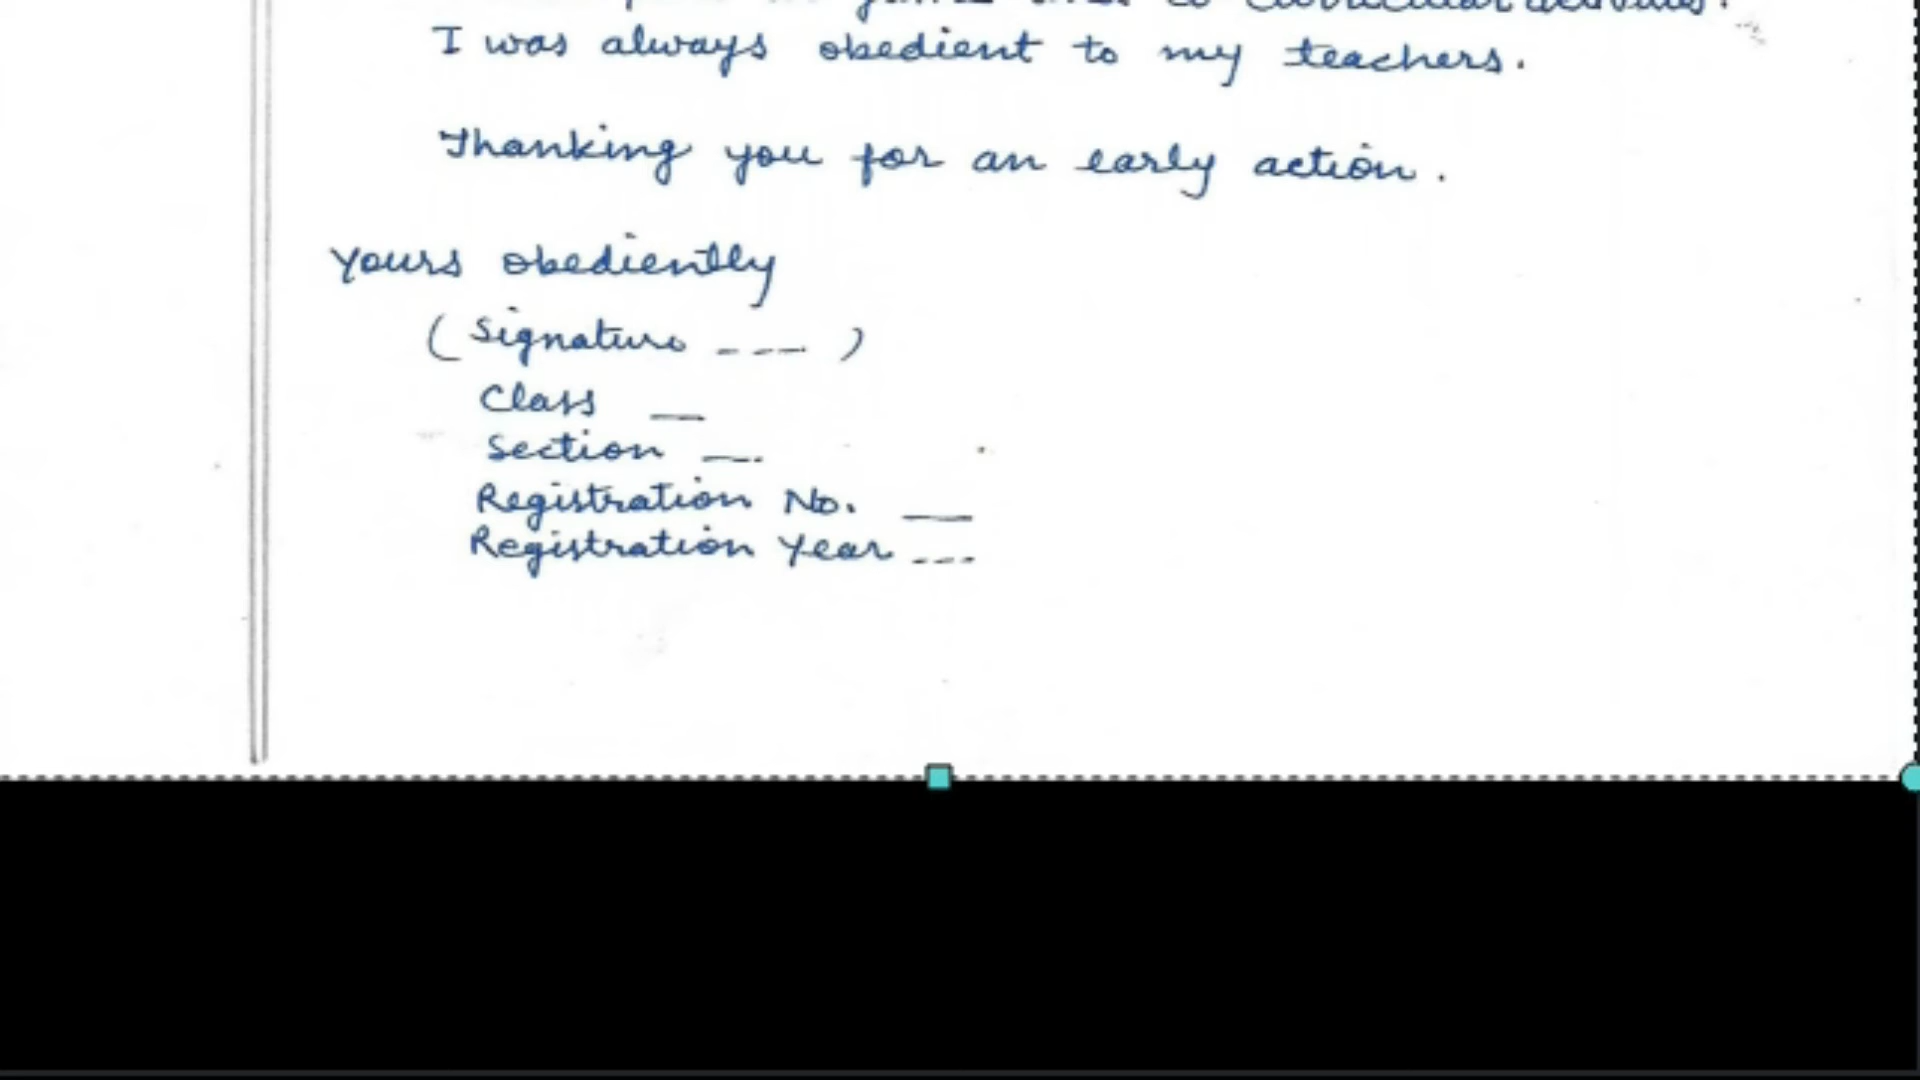 I was always obedient to my teachers.
Thanking you for an early action.
Yours obediently
(Signature ---)
Class __
Section __.
Registration No. __
Registration Year ---